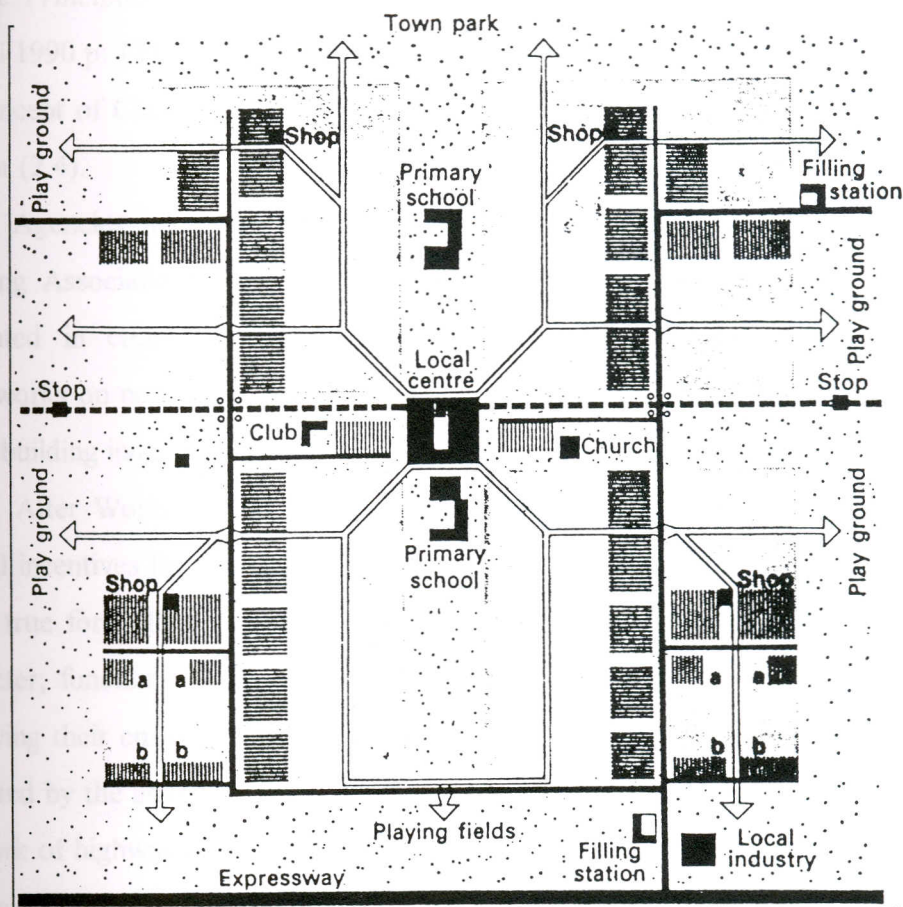 Town park
Play ground
Shop
Shop
Primary
school
Filling
station
Play ground
Local
centre
Stop
Stop
Club
Church
Play ground
Primary
school
Play ground
Shop
Shop
a a
a a
b b
b b
Playing fields
Filling
station
Local
industry
Expressway